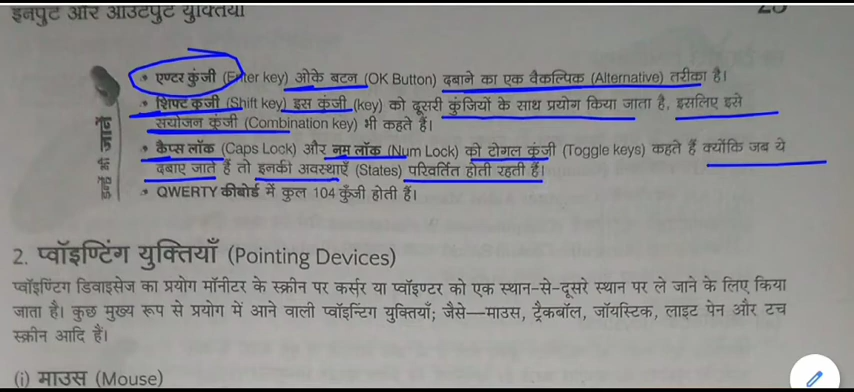 इनपुट और आउटपुट युक्तियाँ
इन्हें भी जानें
• एण्टर कुंजी (Enter key) ओके बटन (OK Button) दबाने का एक वैकल्पिक (Alternative) तरीका है।
• शिफ्ट कुंजी (Shift key) इस कुंजी (key) को दूसरी कुंजियों के साथ प्रयोग किया जाता है, इसलिए इसे
संयोजन कुंजी (Combination key) भी कहते हैं।
• कैप्स लॉक (Caps Lock) और नम लॉक (Num Lock) को टोगल कुंजी (Toggle keys) कहते हैं क्योंकि जब ये
दबाए जाते हैं तो इनकी अवस्थाएँ (States) परिवर्तित होती रहती हैं।
• QWERTY कीबोर्ड में कुल 104 कुँजी होती हैं।
2. प्वॉइण्टिंग युक्तियाँ (Pointing Devices)
प्वॉइण्टिंग डिवाइसेज का प्रयोग मॉनीटर के स्क्रीन पर कर्सर या प्वॉइण्टर को एक स्थान-से-दूसरे स्थान पर ले जाने के लिए किया
जाता है। कुछ मुख्य रूप से प्रयोग में आने वाली प्वॉइन्टिंग युक्तियाँ; जैसे—माउस, ट्रैकबॉल, जॉयस्टिक, लाइट पेन और टच
स्क्रीन आदि हैं।
(i) माउस (Mouse)